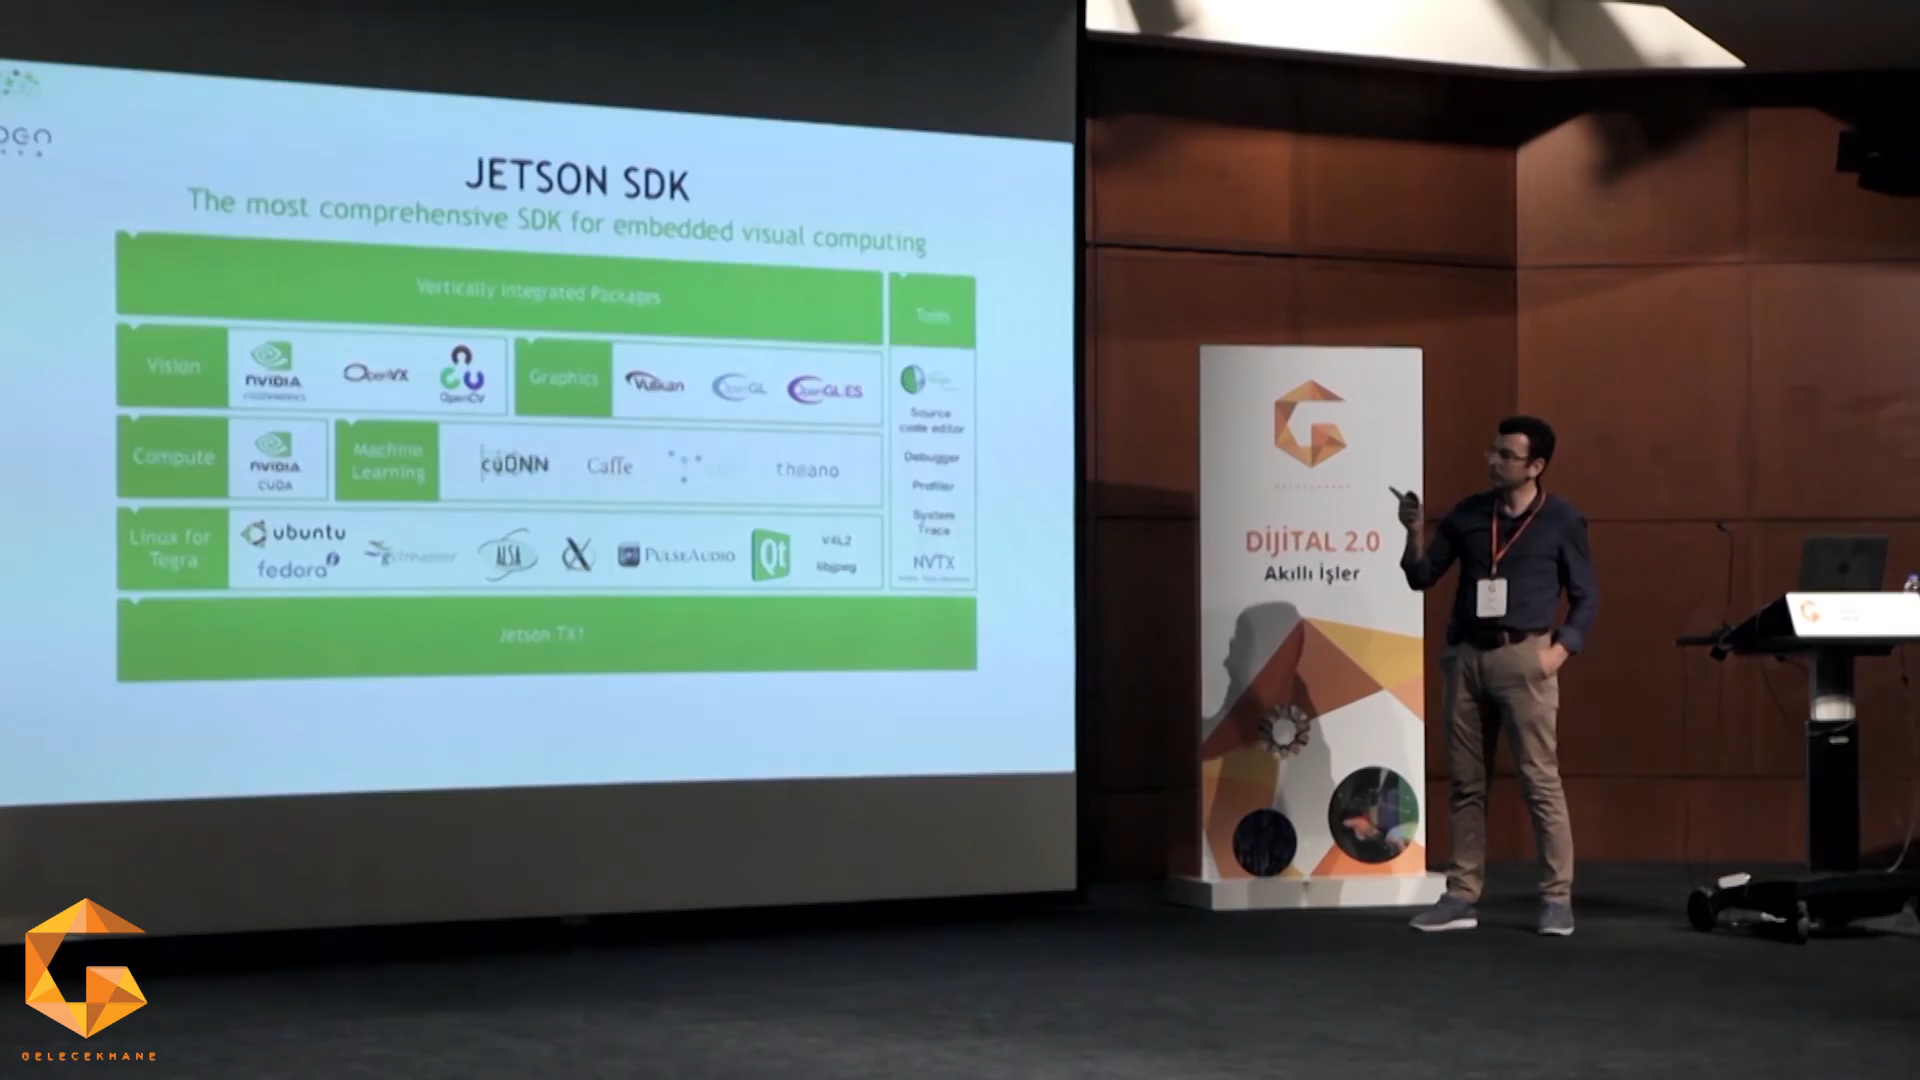 JETSON SDK
The most comprehensive SDK for embedded visual computing
Vertically Integrated Packages
Tools
Vision
NVIDIA
VISIONWORKS
OpenVX
OpenCV
Graphics
Vulkan
OpenGL
OpenGL ES
Source
code editor
Debugger
Profiler
System
Trace
NVTX
Compute
NVIDIA
CUDA
Machine
Learning
cuDNN
Caffe
theano
Linux for
Tegra
ubuntu
fedora
gstreamer
ALSA
X
PULSEAUDIO
Qt
V4L2
libjpeg
Jetson TX1
G
GELECEKHANE
DİJİTAL 2.0
Akıllı İşler
GELECEKHANE